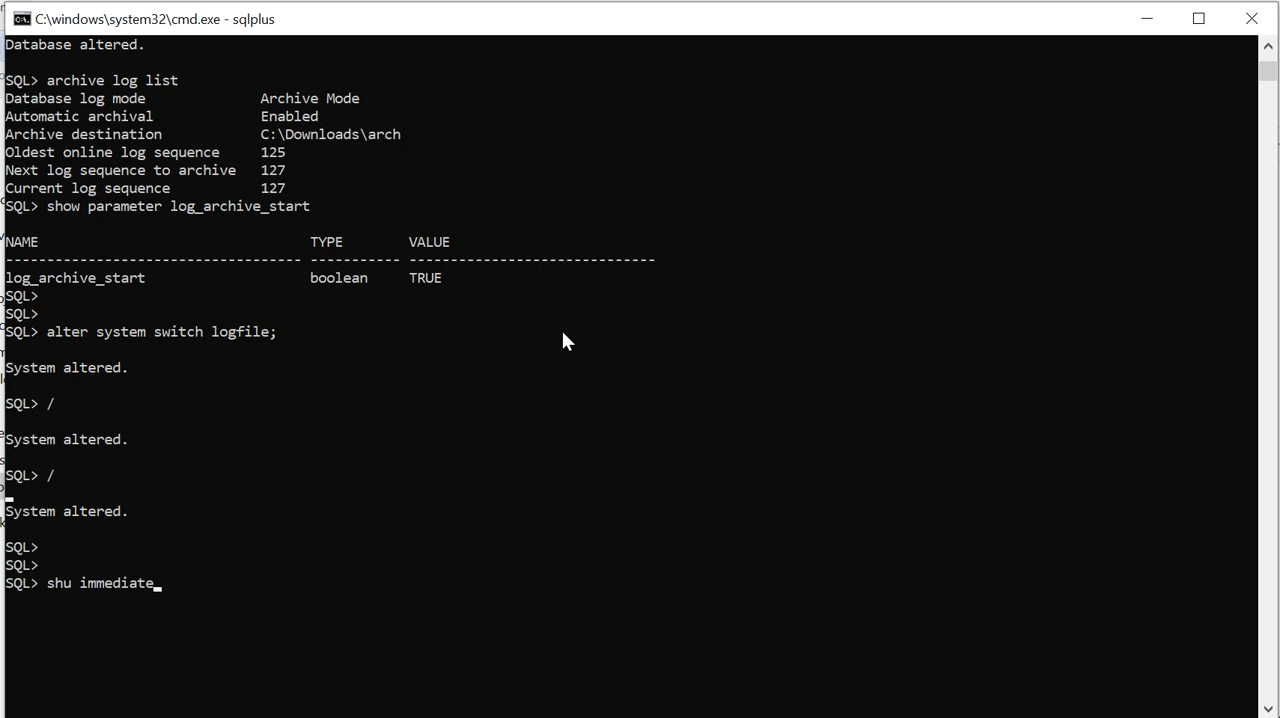 C:\windows\system32\cmd.exe - sqlplus
Database altered.
SQL> archive log list
Database log mode              Archive Mode
Automatic archival             Enabled
Archive destination            C:\Downloads\arch
Oldest online log sequence     125
Next log sequence to archive   127
Current log sequence           127
SQL> show parameter log_archive_start
NAME                                 TYPE        VALUE
------------------------------------ ----------- ------------------------------
log_archive_start                    boolean     TRUE
SQL>
SQL>
SQL> alter system switch logfile;
System altered.
SQL> /
System altered.
SQL> /
System altered.
SQL>
SQL>
SQL> shu immediate